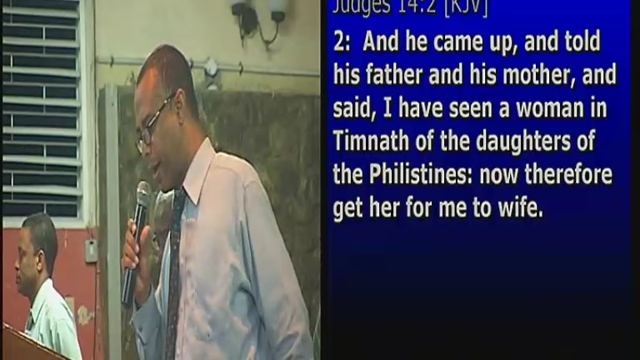 Judges 14:2 [KJV]
2: And he came up, and told
his father and his mother, and
said, I have seen a woman in
Timnath of the daughters of
the Philistines: now therefore
get her for me to wife.